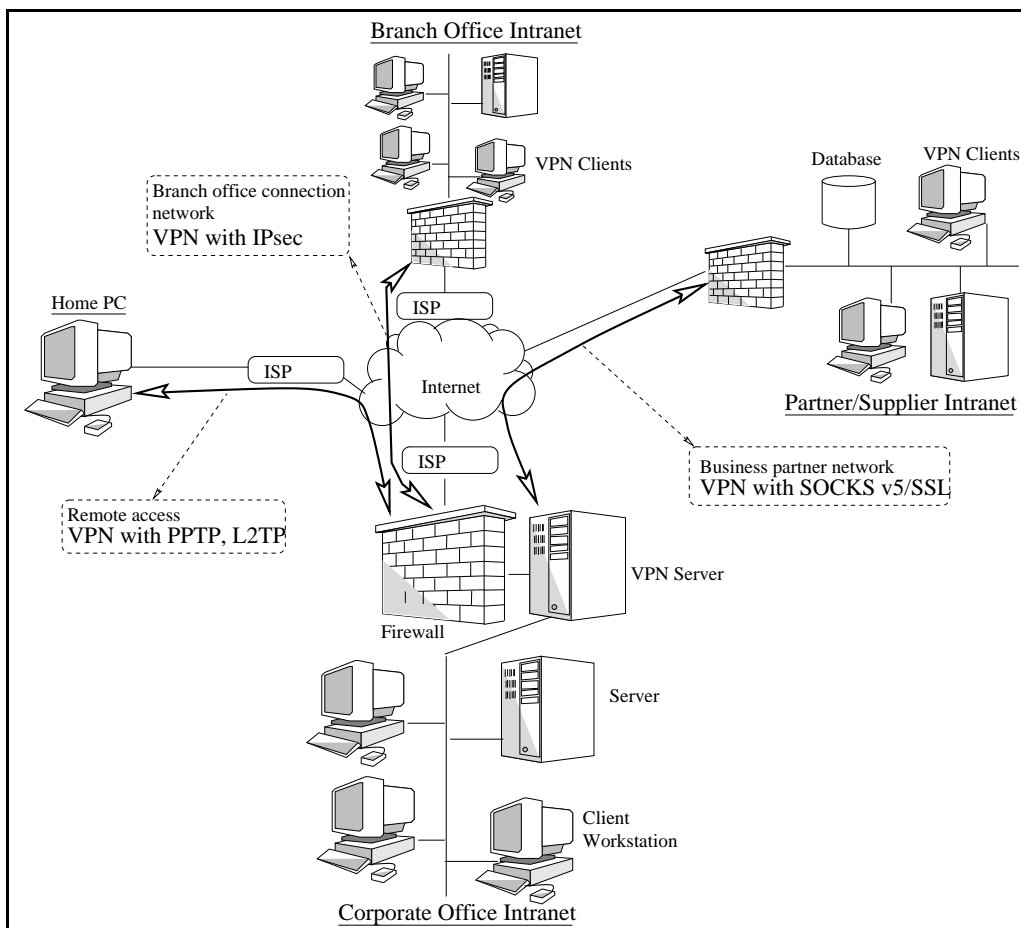 Branch Office Intranet
VPN Clients
Database
VPN Clients
Branch office connection
network
VPN with IPsec
Home PC
ISP
ISP
Internet
Partner/Supplier Intranet
ISP
Business partner network
VPN with SOCKS v5/SSL
Remote access
VPN with PPTP, L2TP
VPN Server
Firewall
Server
Client
Workstation
Corporate Office Intranet